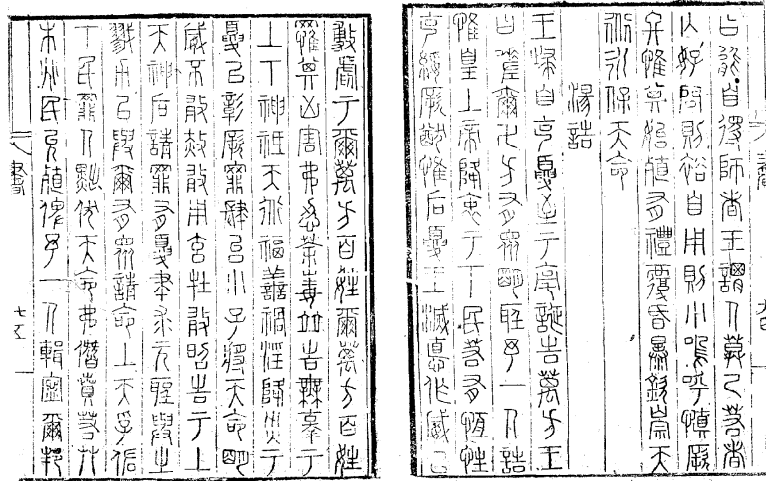 曰能自得師者王謂人莫己若者
亡好問則裕自用則小嗚呼慎厥
終惟其始殖有禮覆昏暴欽崇天
道永保天命
湯誥
王歸自克夏至于亳誕告萬方王
曰嗟爾萬方有眾明聽予一人誥
惟皇上帝降衷于下民若有恆性
克綏厥猷惟后夏王滅德作威以
敷虐于爾萬方百姓爾萬方百姓
罹其凶害弗忍荼毒並告無辜于
上下神祇天道福善禍淫降災于
夏以彰厥罪肆台小子將天命明
威不敢赦敢用玄牡敢昭告于上
天神后請罪有夏聿求元聖與之
戮力以與爾有眾請命上天孚佑
下民罪人黜伏天命弗僭賁若艸
木兆民允殖俾予一人輯寧爾邦
書